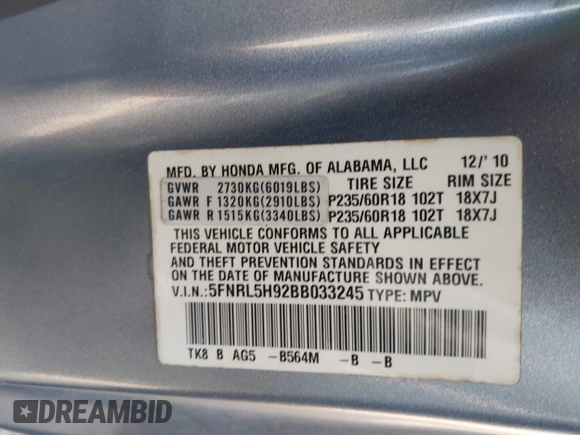 MFD. BY HONDA MFG. OF ALABAMA, LLC 12/' 10
GVWR 2730KG(6019LBS) TIRE SIZE RIM SIZE
GAWR F 1320KG(2910LBS) P235/60R18 102T 18X7J
GAWR R 1515KG(3340LBS) P235/60R18 102T 18X7J
THIS VEHICLE CONFORMS TO ALL APPLICABLE
FEDERAL MOTOR VEHICLE SAFETY
AND THEFT PREVENTION STANDARDS IN EFFECT
ON THE DATE OF MANUFACTURE SHOWN ABOVE.
V.I.N.:5FNRL5H92BB033245 TYPE: MPV
TK8 B AG5 -B564M -B -B
DREAMBID